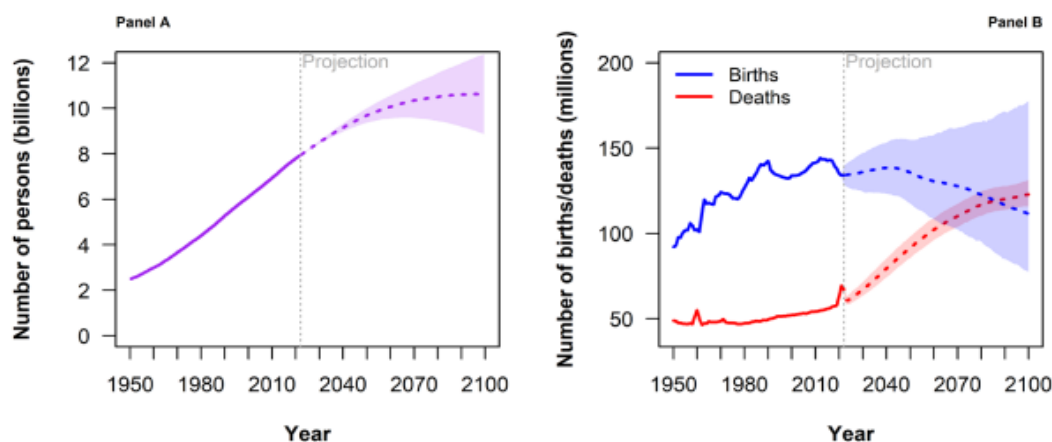 Panel A
Number of persons (billions)
Projection
12
10
8
6
4
2
0
1950 1980 2010 2040 2070 2100
Year
Panel B
Number of births/deaths (millions)
Projection
Births
Deaths
200
150
100
50
1950 1980 2010 2040 2070 2100
Year